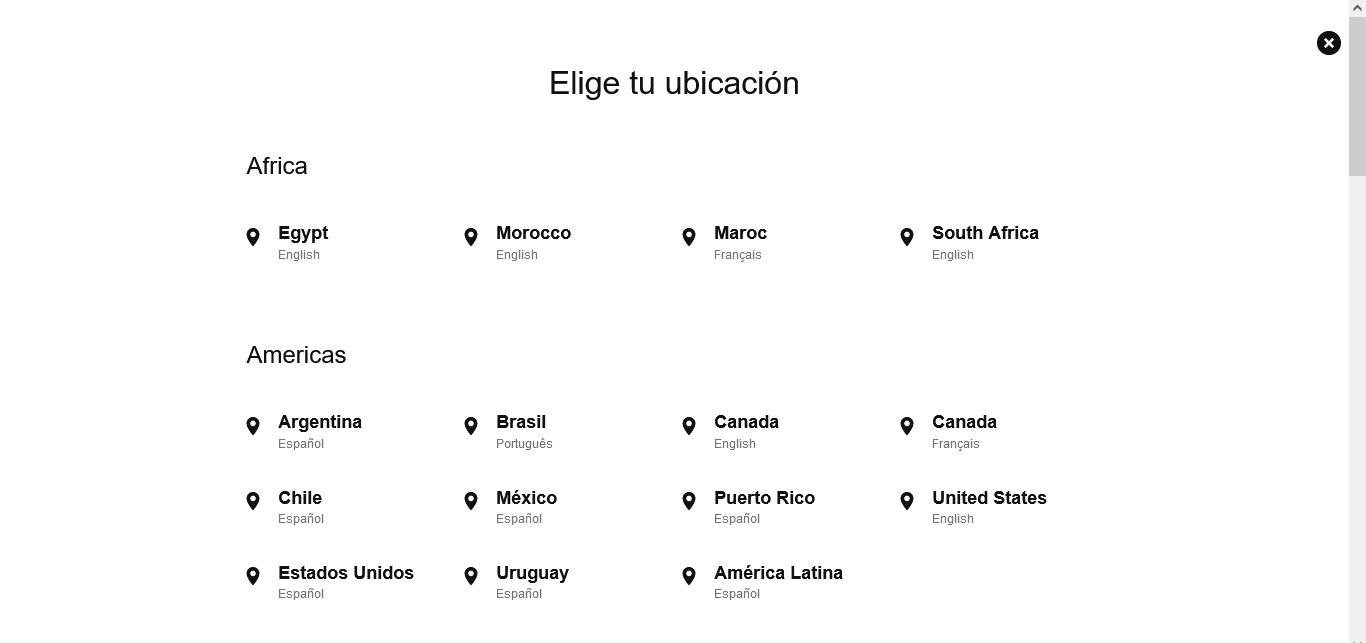 Elige tu ubicación
Africa
Egypt
English
Morocco
English
Maroc
Français
South Africa
English
Americas
Argentina
Español
Brasil
Português
Canada
English
Canada
Français
Chile
Español
México
Español
Puerto Rico
Español
United States
English
Estados Unidos
Español
Uruguay
Español
América Latina
Español